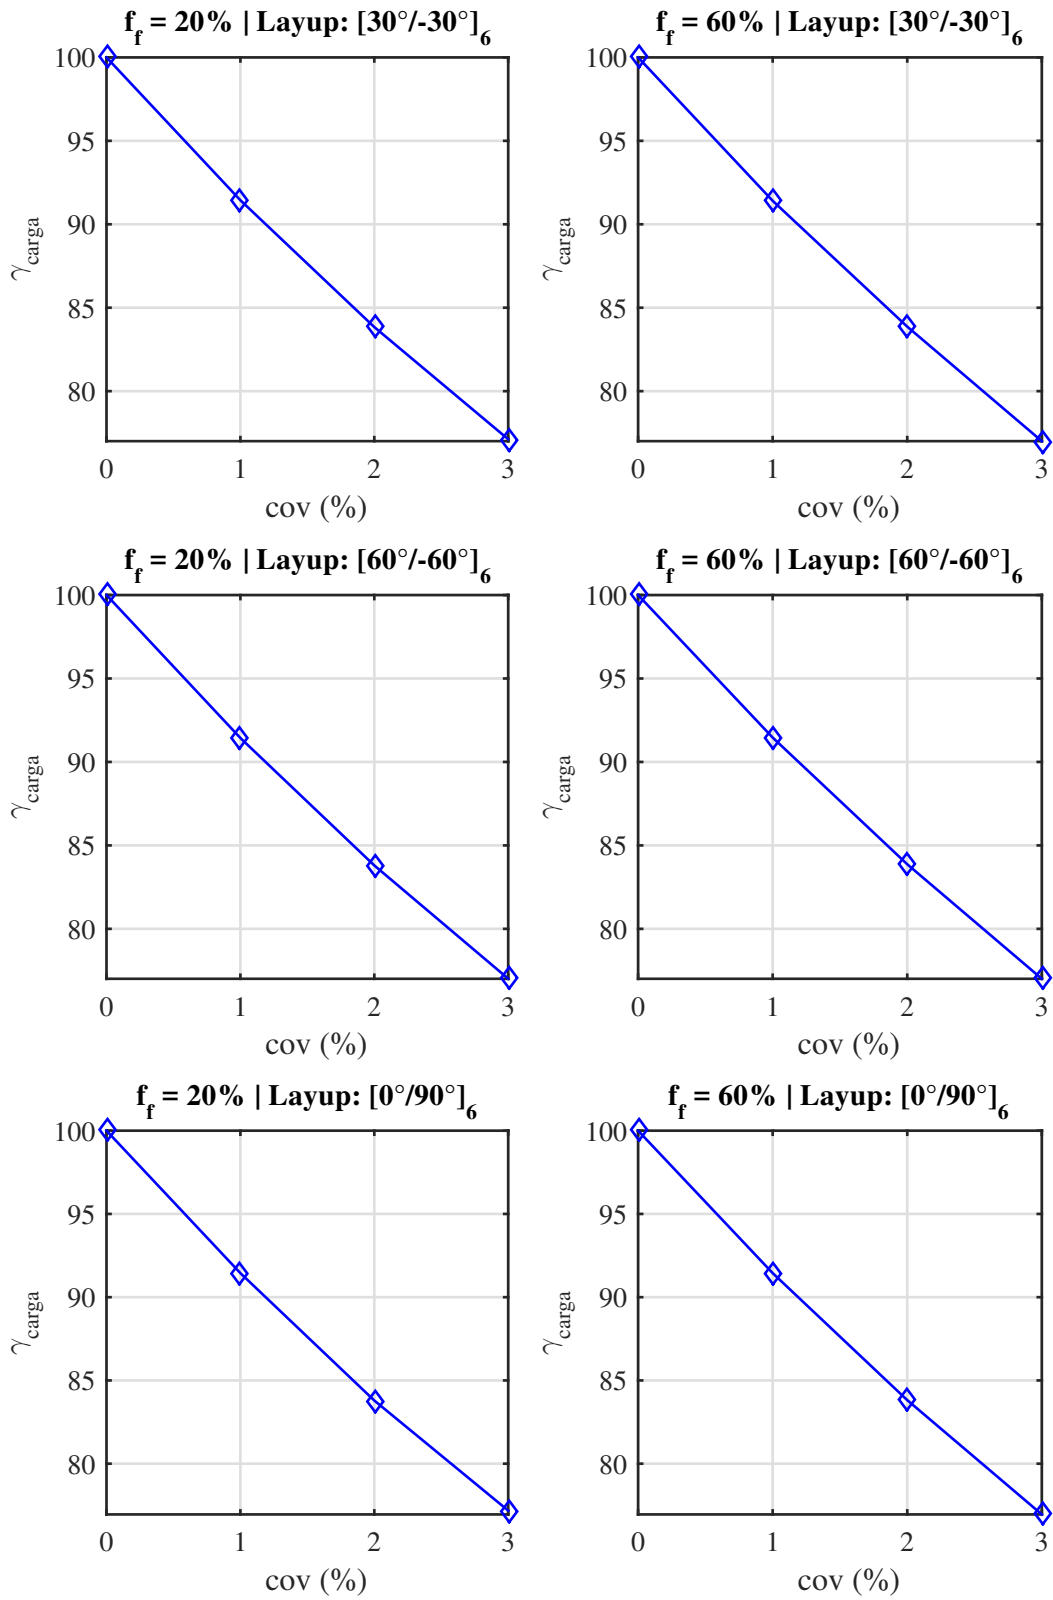 f_f = 20% | Layup: [30°/-30°]_6
100
95
90
85
80
γ_carga
0 1 2 3
cov (%)
f_f = 60% | Layup: [30°/-30°]_6
100
95
90
85
80
γ_carga
0 1 2 3
cov (%)
f_f = 20% | Layup: [60°/-60°]_6
100
95
90
85
80
γ_carga
0 1 2 3
cov (%)
f_f = 60% | Layup: [60°/-60°]_6
100
95
90
85
80
γ_carga
0 1 2 3
cov (%)
f_f = 20% | Layup: [0°/90°]_6
100
95
90
85
80
γ_carga
0 1 2 3
cov (%)
f_f = 60% | Layup: [0°/90°]_6
100
95
90
85
80
γ_carga
0 1 2 3
cov (%)